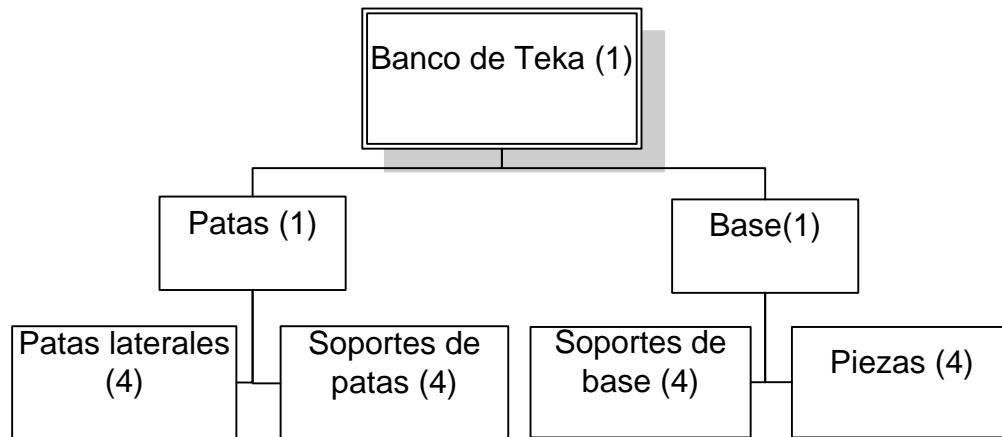 Banco de Teka (1)
Patas (1)
Base(1)
Patas laterales
(4)
Soportes de
patas (4)
Soportes de
base (4)
Piezas (4)